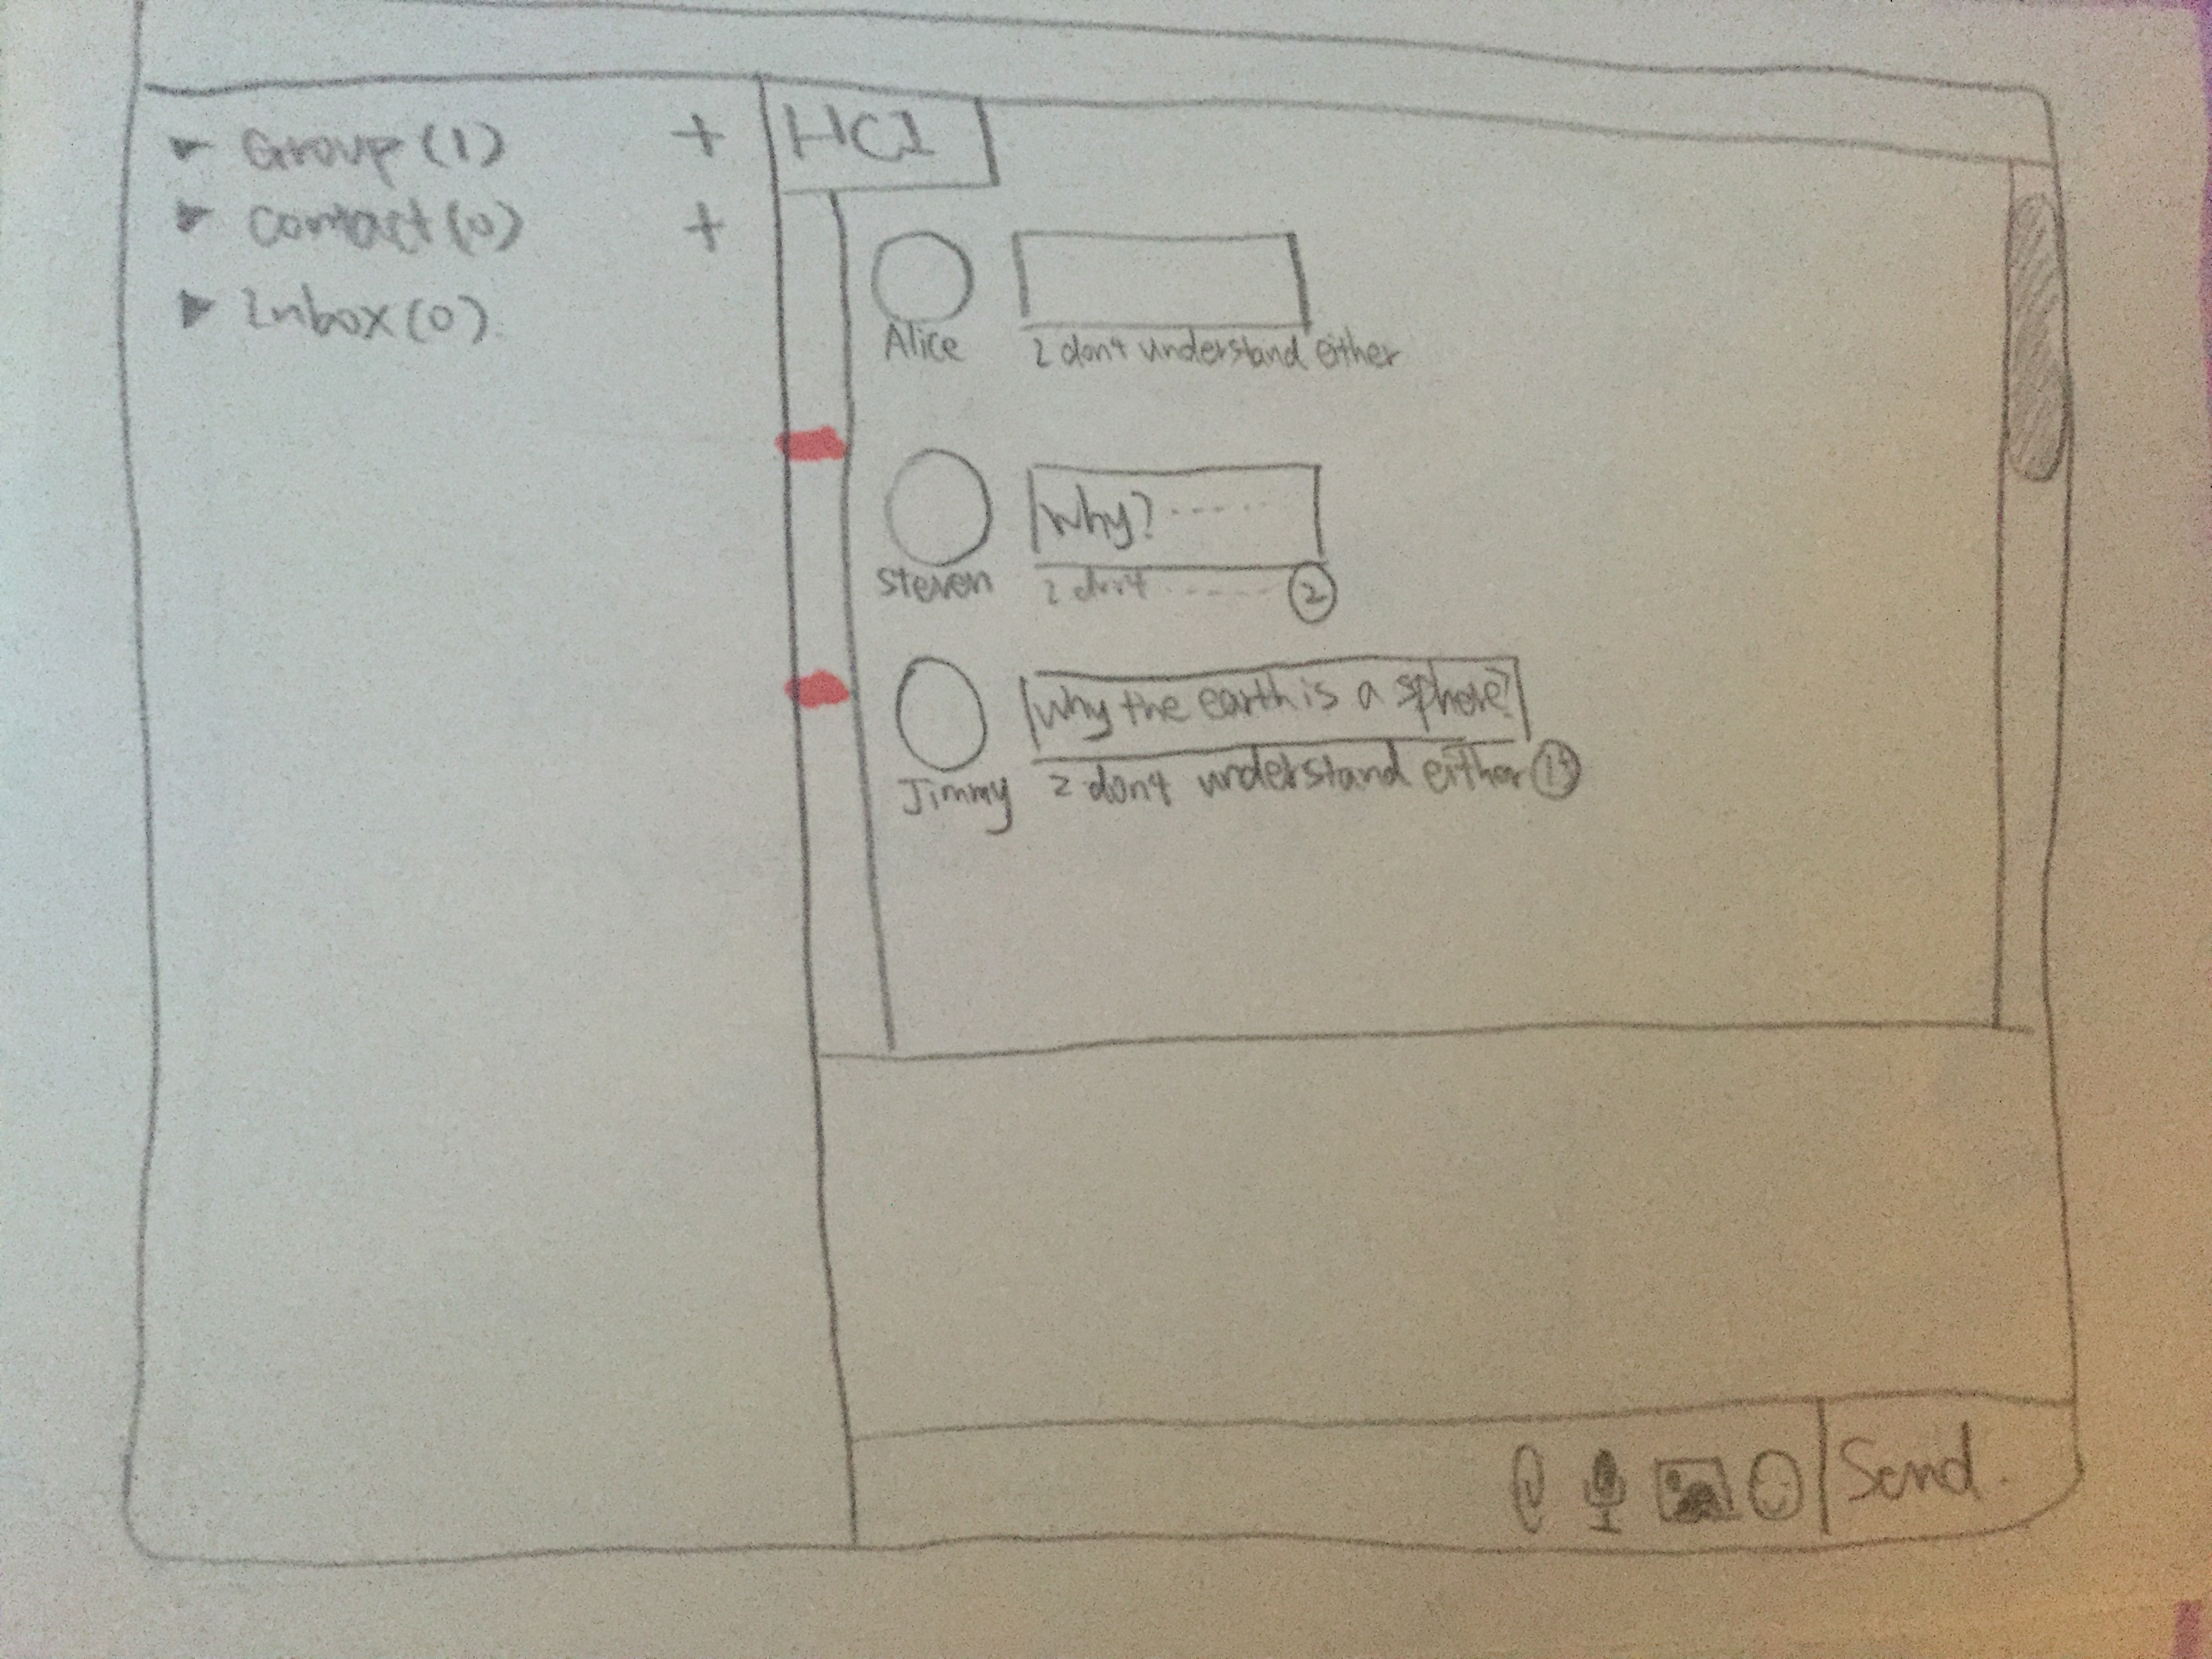 Group (1) +
Contact (0) +
Inbox (0)
HCI
Alice
I don't understand either
Why? -----
Steven
I don't ------ 2
Why the earth is a sphere?
Jimmy
I don't understand either
Send